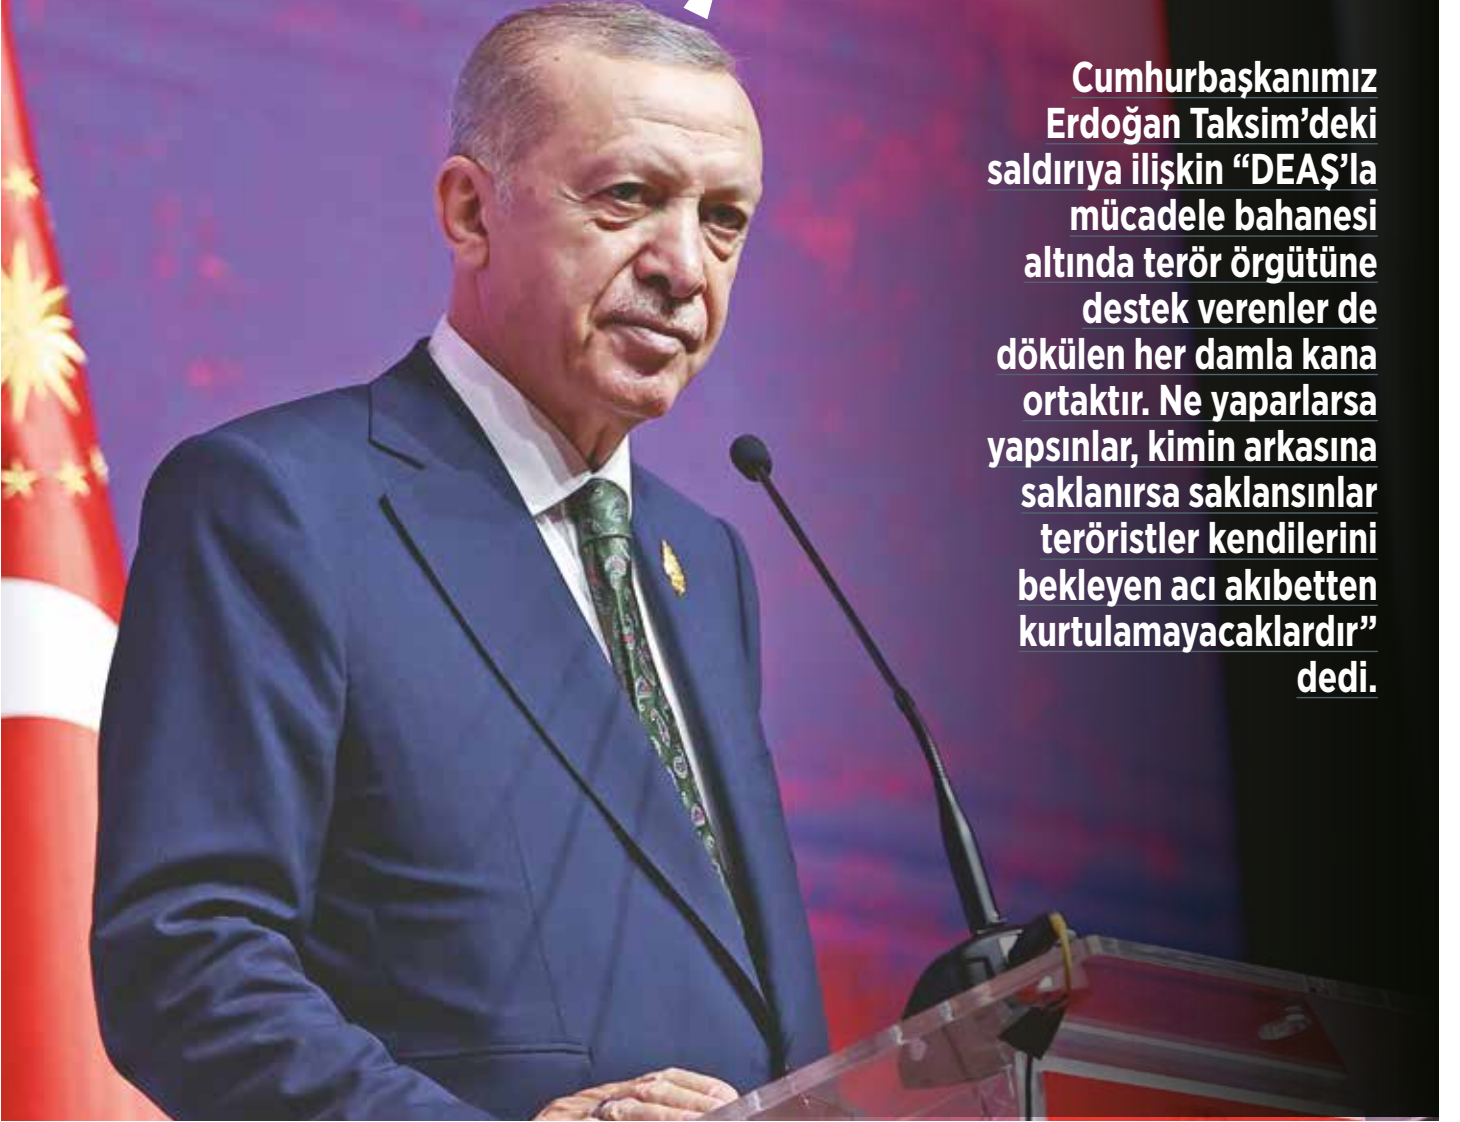 Cumhurbaşkanımız
Erdoğan Taksim’deki
saldırıya ilişkin “DEAŞ’la
mücadele bahanesi
altında terör örgütüne
destek verenler de
dökülen her damla kana
ortaktır. Ne yaparlarsa
yapsınlar, kimin arkasına
saklanırsa saklansınlar
teröristler kendilerini
bekleyen acı akıbetten
kurtulamayacaklardır”
dedi.